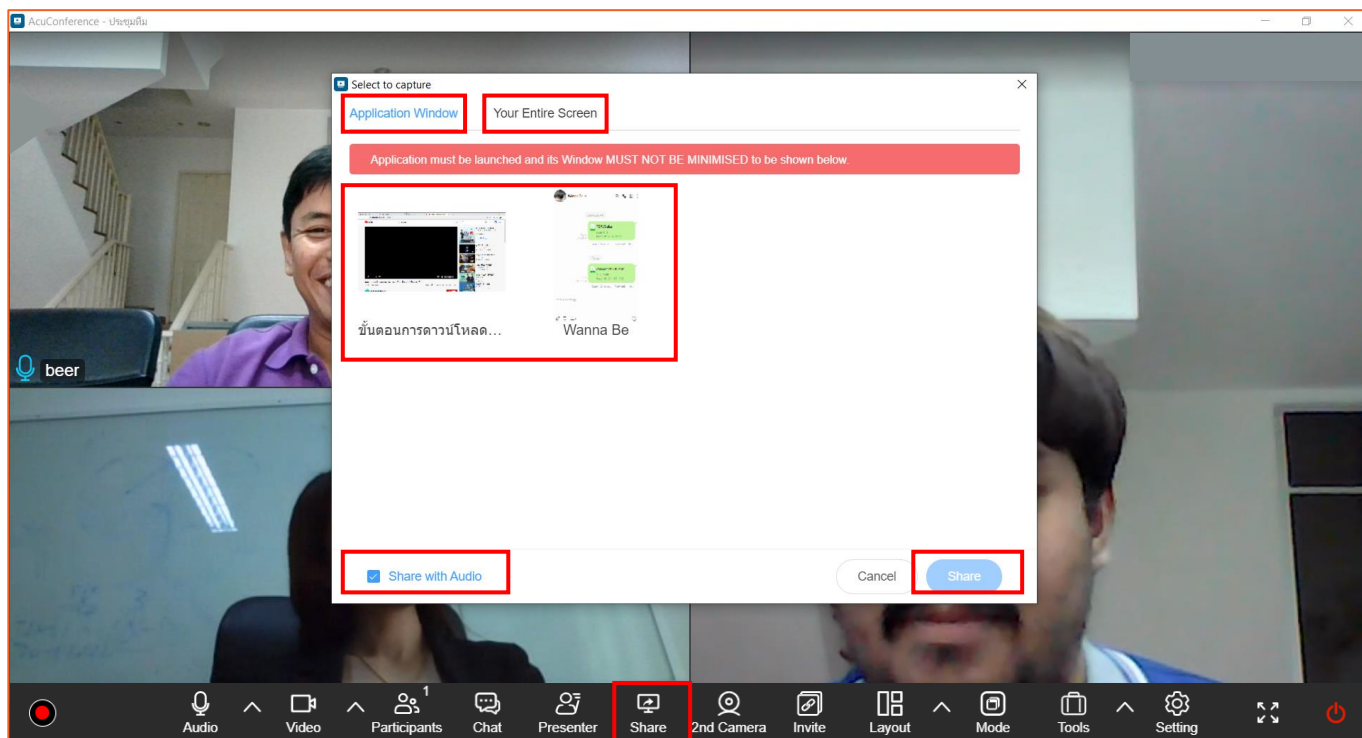 AcuConference - ประชุมทีม
Select to capture
Application Window
Your Entire Screen
Application must be launched and its Window MUST NOT BE MINIMISED to be shown below.
ขั้นตอนการดาวน์โหลด...
Wanna Be
beer
Share with Audio
Cancel
Share
1
Audio
Video
Participants
Chat
Presenter
Share
2nd Camera
Invite
Layout
Mode
Tools
Setting